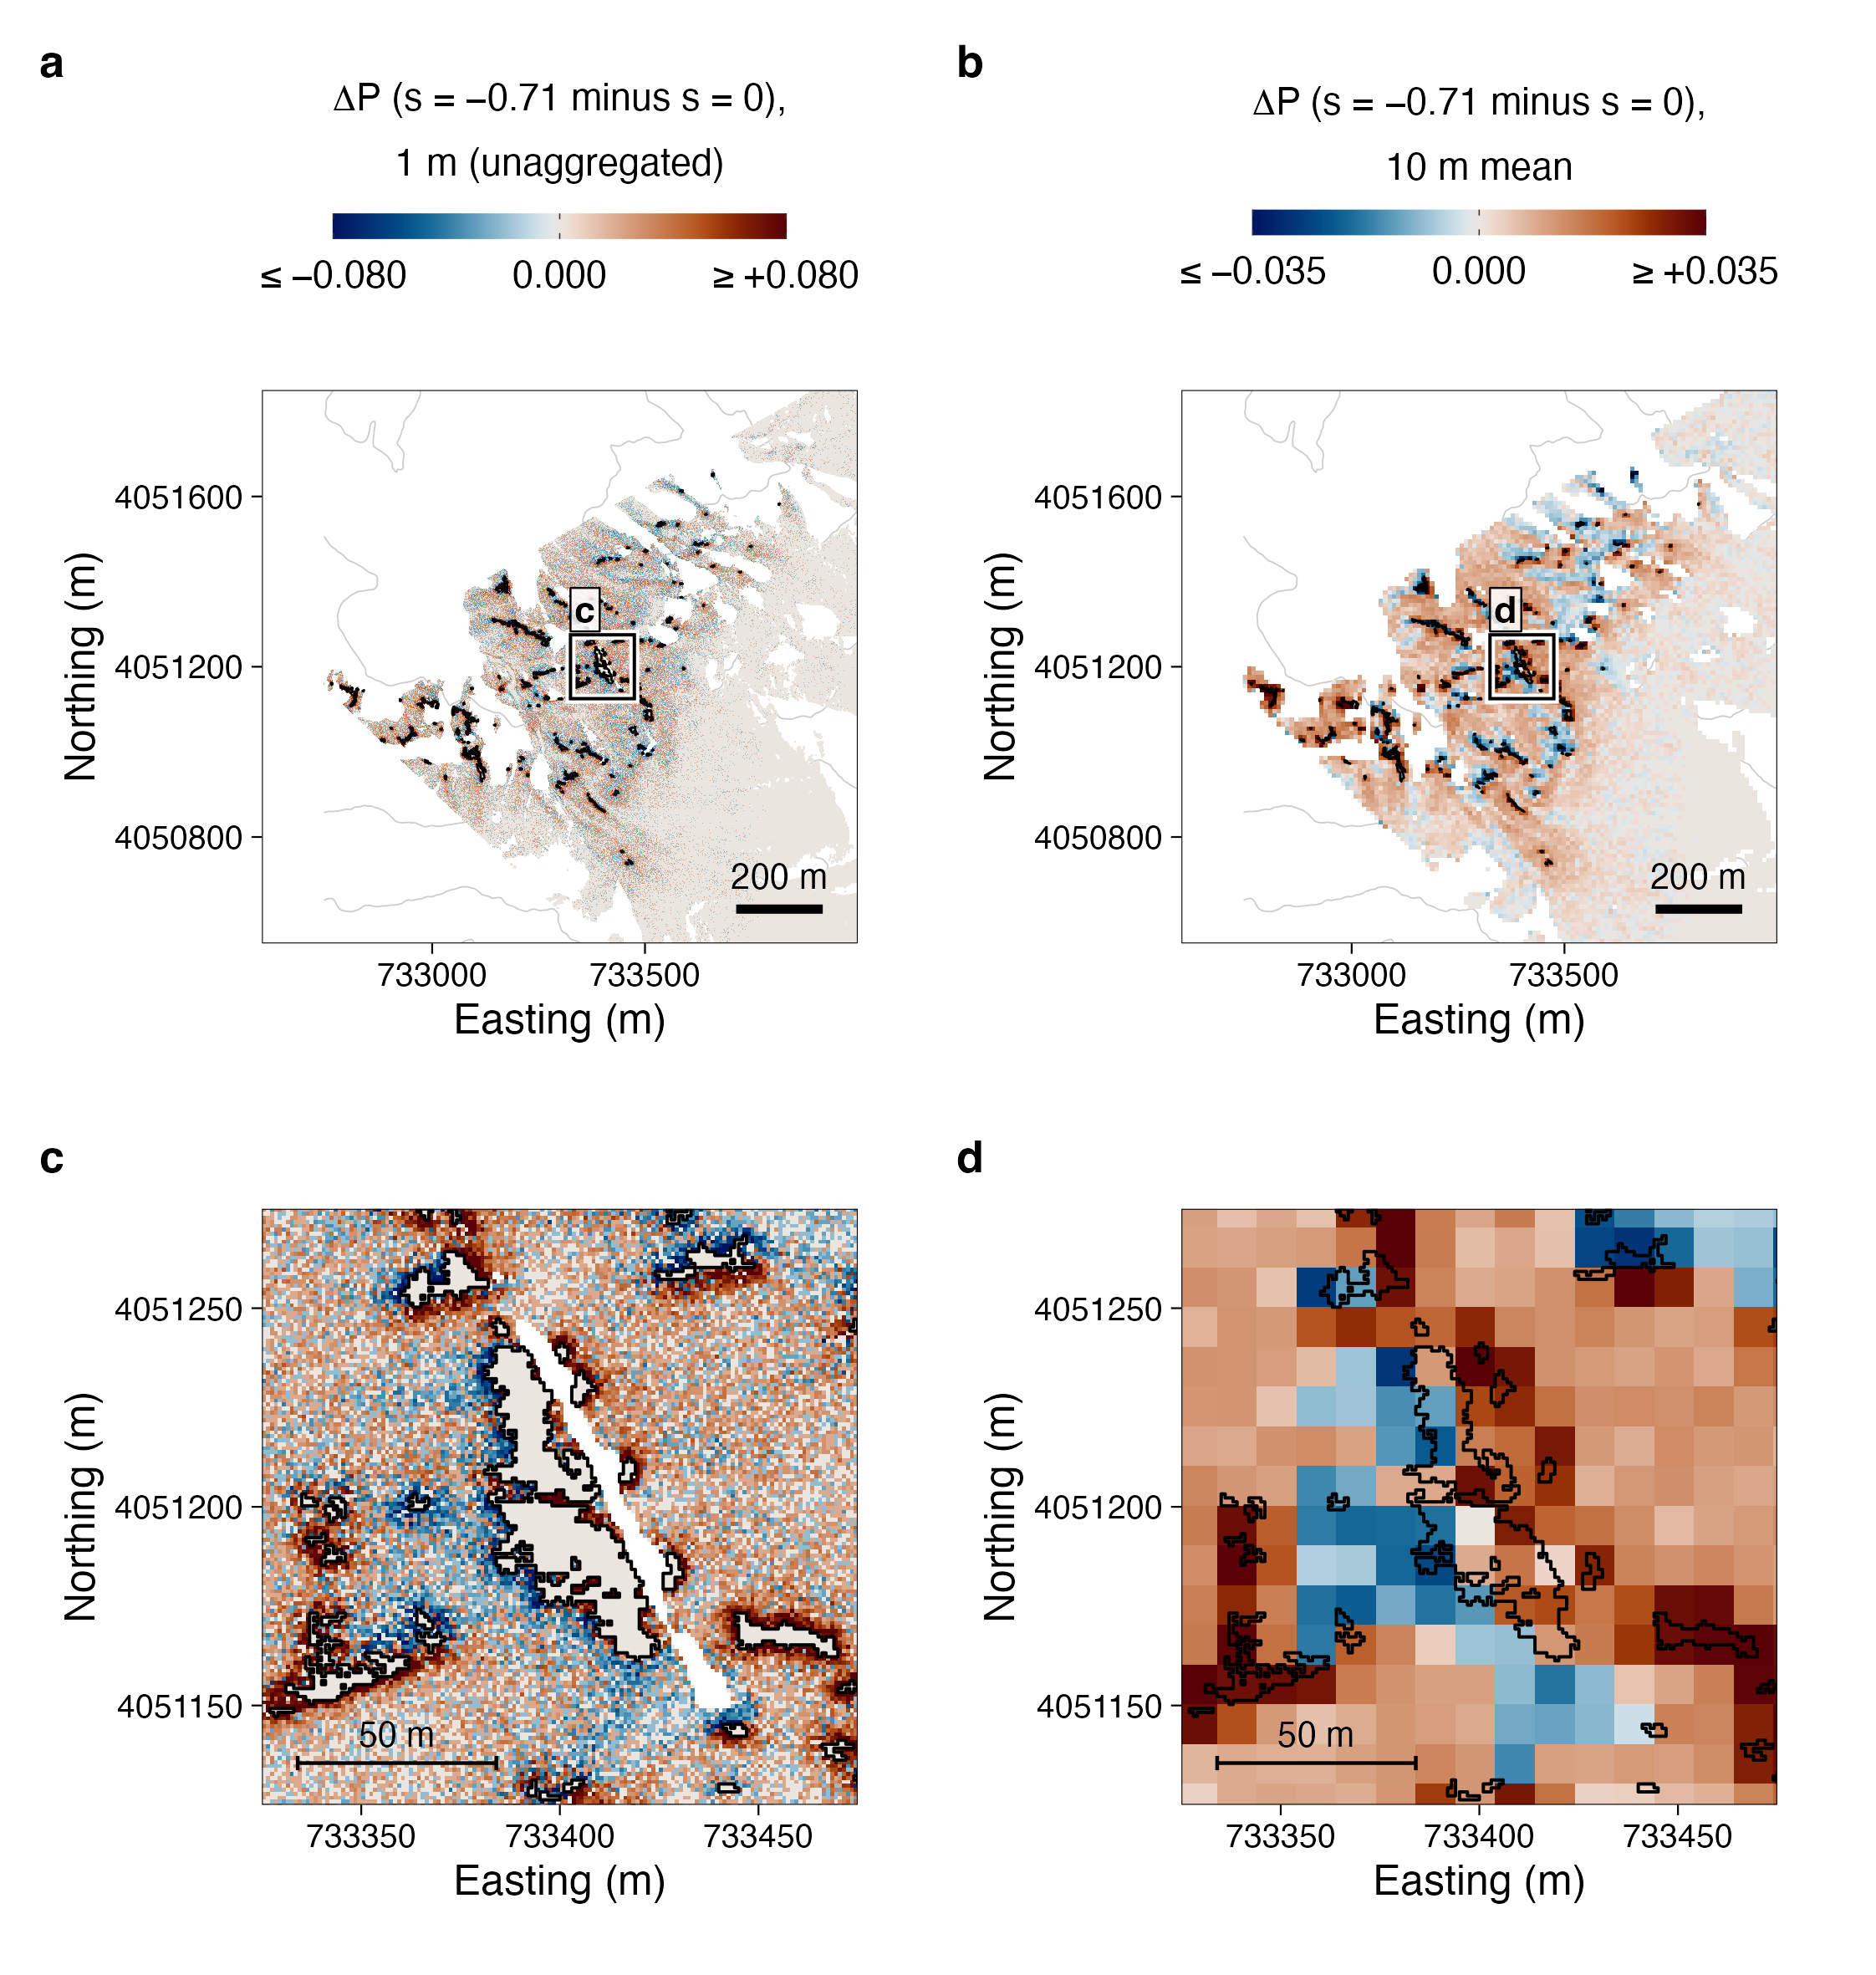 a
ΔP (s = −0.71 minus s = 0),
1 m (unaggregated)
≤ −0.080 0.000 ≥ +0.080
Northing (m)
4051600
4051200
4050800
c
200 m
733000 733500
Easting (m)
b
ΔP (s = −0.71 minus s = 0),
10 m mean
≤ −0.035 0.000 ≥ +0.035
Northing (m)
4051600
4051200
4050800
d
200 m
733000 733500
Easting (m)
c
Northing (m)
4051250
4051200
4051150
50 m
733350 733400 733450
Easting (m)
d
Northing (m)
4051250
4051200
4051150
50 m
733350 733400 733450
Easting (m)